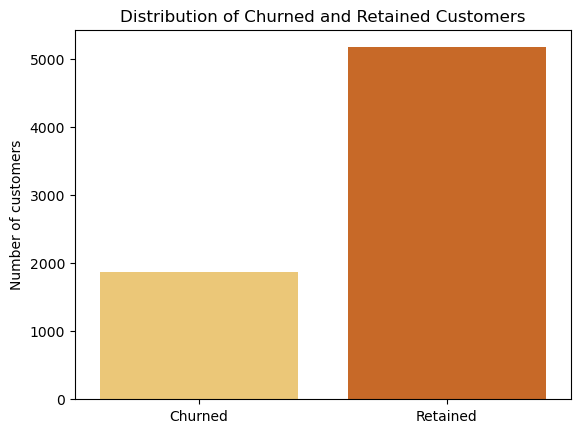 Distribution of Churned and Retained Customers
Number of customers
5000
4000
3000
2000
1000
0
Churned
Retained